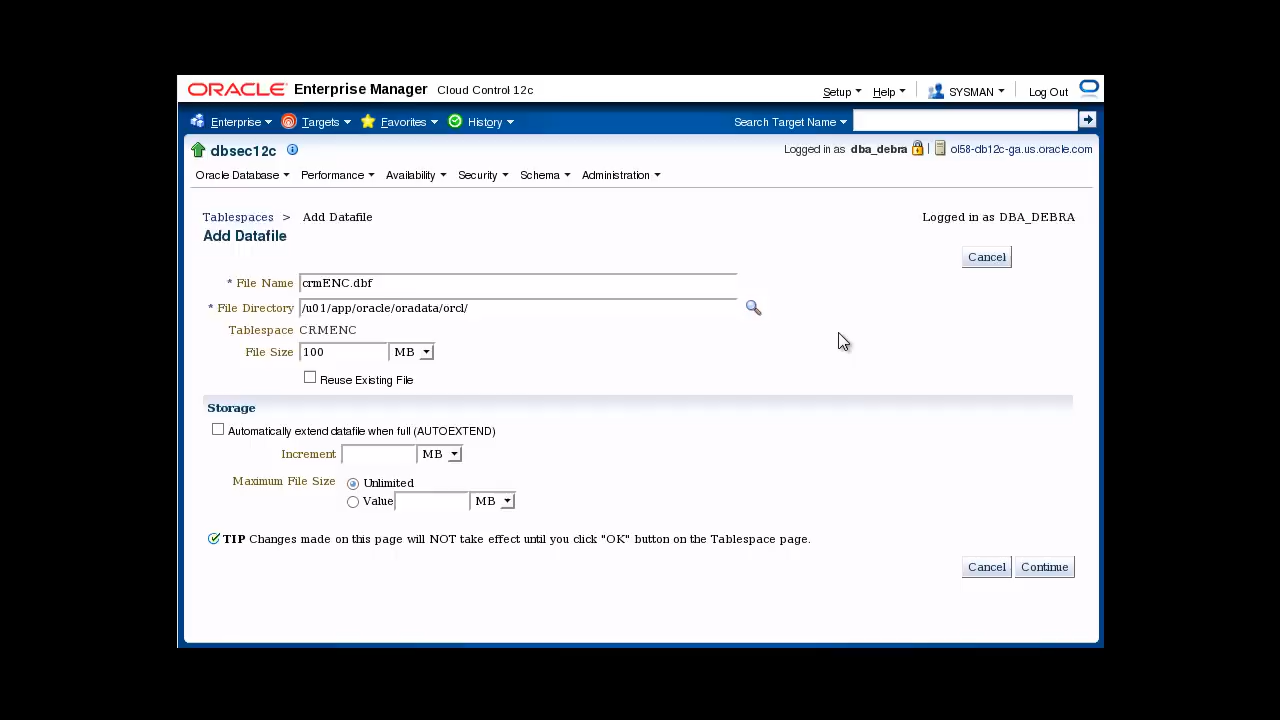 ORACLE Enterprise Manager Cloud Control 12c
Setup Help SYSMAN Log Out
Enterprise Targets Favorites History Search Target Name
dbsec12c Logged in as dba_debra ol58-db12c-ga.us.oracle.com
Oracle Database Performance Availability Security Schema Administration
Tablespaces > Add Datafile Logged in as DBA_DEBRA
Add Datafile
Cancel
* File Name crmENC.dbf
* File Directory /u01/app/oracle/oradata/orcl/
Tablespace CRMENC
File Size 100 MB
Reuse Existing File
Storage
Automatically extend datafile when full (AUTOEXTEND)
Increment MB
Maximum File Size Unlimited
Value MB
TIP Changes made on this page will NOT take effect until you click "OK" button on the Tablespace page.
Cancel Continue